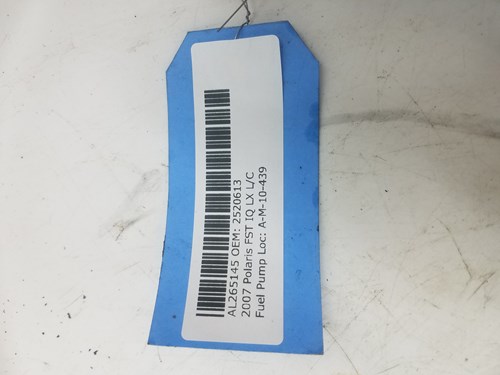 AL265145 OEM: 2520613
2007 Polaris FST IQ LX L/C
Fuel Pump Loc: A-M-10-439